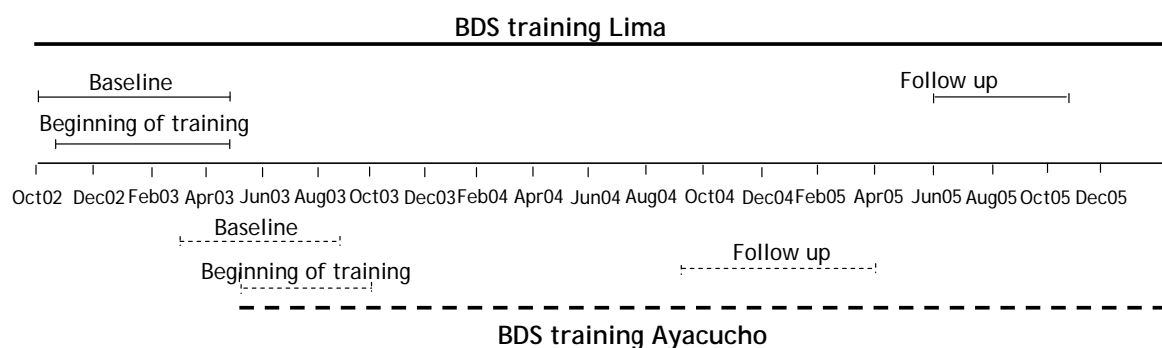 BDS training Lima
Baseline
Follow up
Beginning of training
Oct02 Dec02 Feb03 Apr03 Jun03 Aug03 Oct03 Dec03 Feb04 Apr04 Jun04 Aug04 Oct04 Dec04 Feb05 Apr05 Jun05 Aug05 Oct05 Dec05
Baseline
Follow up
Beginning of training
BDS training Ayacucho